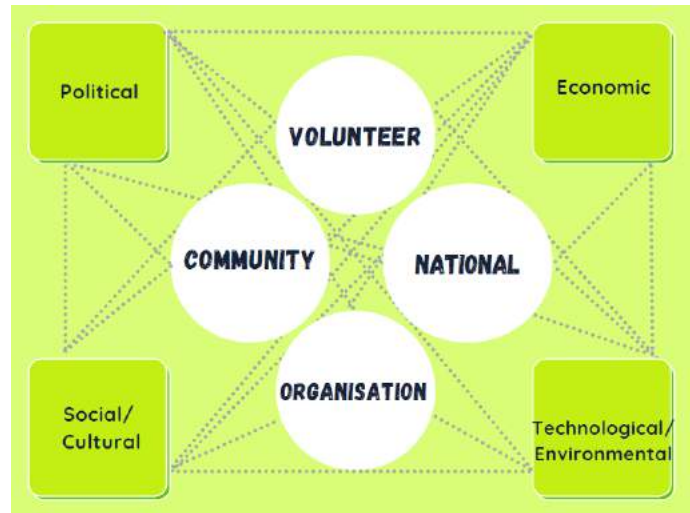 Political
Economic
VOLUNTEER
COMMUNITY
NATIONAL
ORGANISATION
Social/
Cultural
Technological/
Environmental